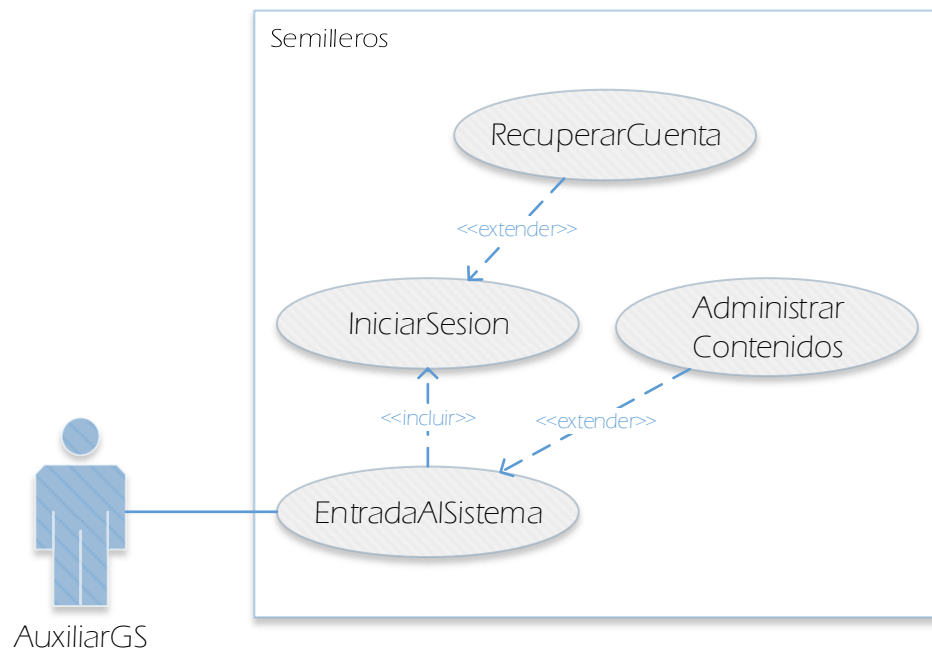 Semilleros
RecuperarCuenta
<<extender>>
IniciarSesion
Administrar
Contenidos
<<incluir>>
<<extender>>
EntradaAlSistema
AuxiliarGS